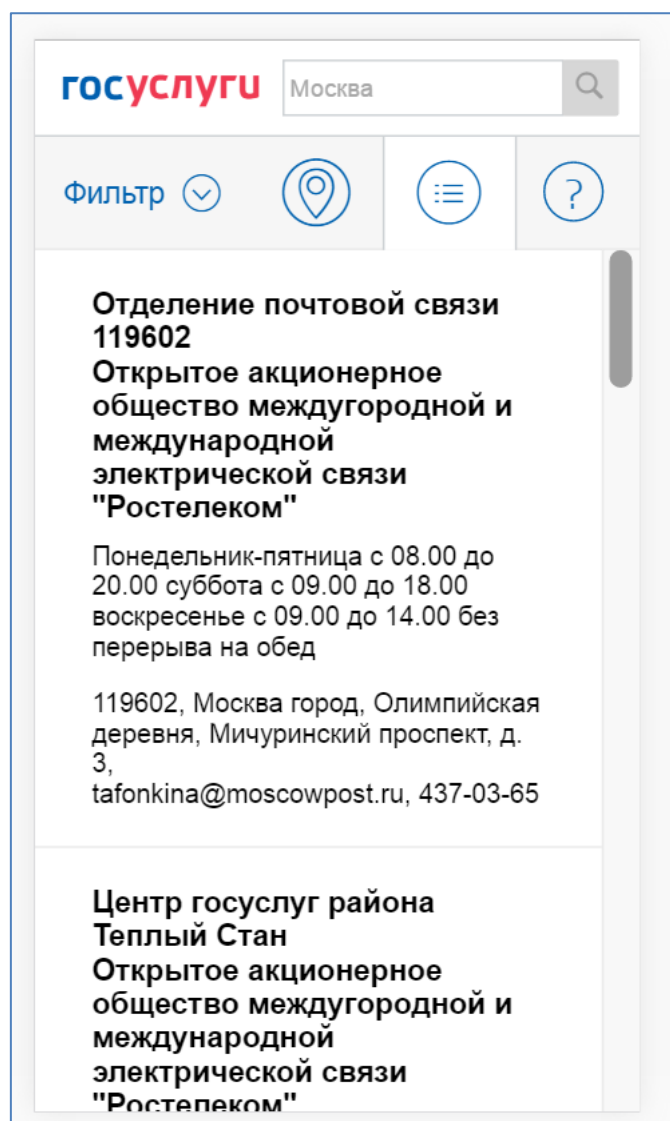 госуслуги
Москва
Фильтр
?
Отделение почтовой связи
119602
Открытое акционерное
общество междугородной и
международной
электрической связи
"Ростелеком"
Понедельник-пятница с 08.00 до
20.00 суббота с 09.00 до 18.00
воскресенье с 09.00 до 14.00 без
перерыва на обед
119602, Москва город, Олимпийская
деревня, Мичуринский проспект, д.
3,
tafonkina@moscowpost.ru, 437-03-65
Центр госуслуг района
Теплый Стан
Открытое акционерное
общество междугородной и
международной
электрической связи
"Ростелеком"